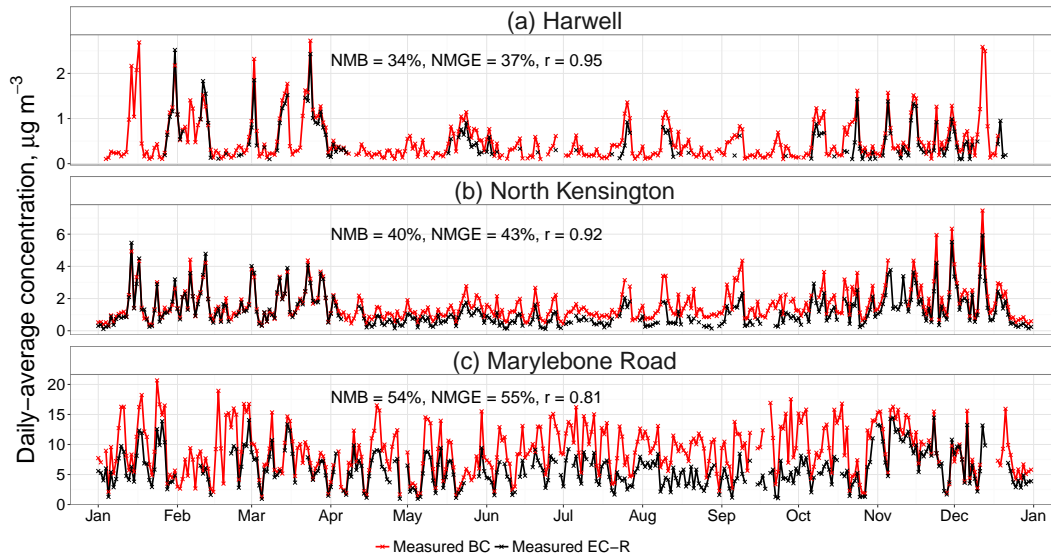 (a) Harwell
NMB = 34%, NMGE = 37%, r = 0.95
2
1
0
(b) North Kensington
NMB = 40%, NMGE = 43%, r = 0.92
6
4
2
0
(c) Marylebone Road
NMB = 54%, NMGE = 55%, r = 0.81
20
15
10
5
0
Daily−average concentration, μg m−3
Jan Feb Mar Apr May Jun Jul Aug Sep Oct Nov Dec Jan
Measured BC Measured EC−R